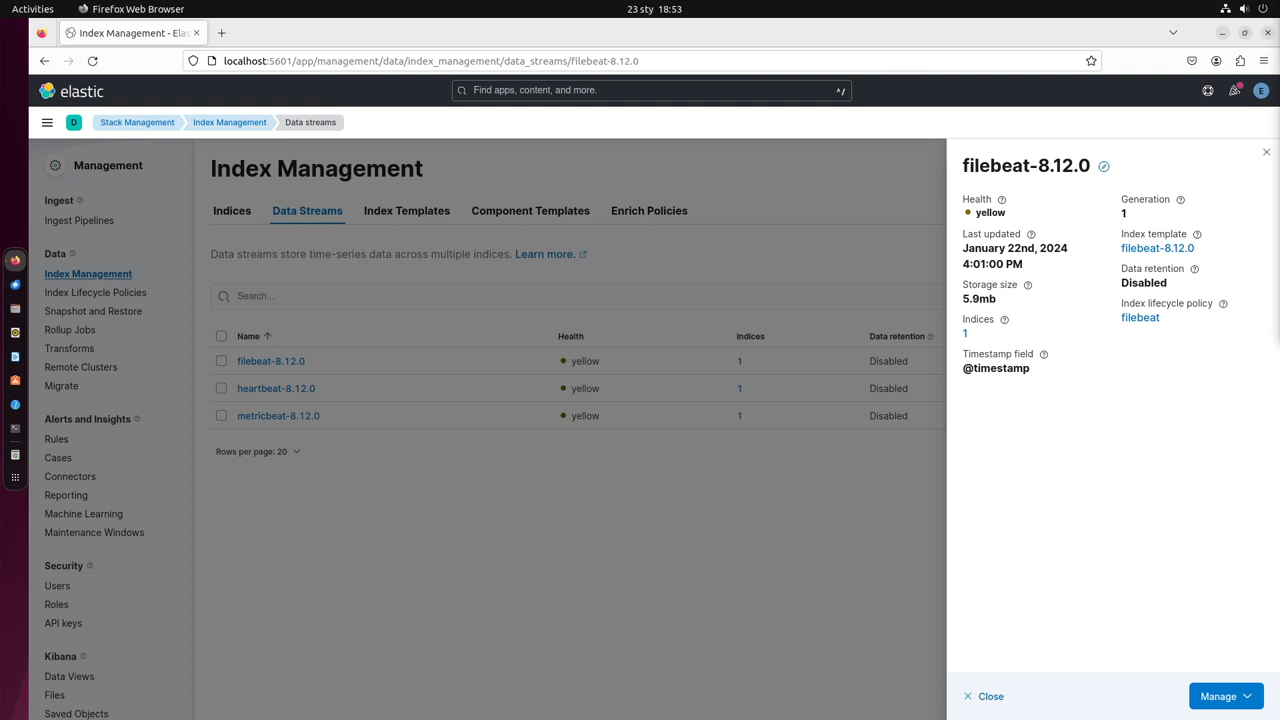 Activities
Firefox Web Browser
23 sty 18:53
Index Management - Elas
localhost:5601/app/management/data/index_management/data_streams/filebeat-8.12.0
elastic
Find apps, content, and more.
^/
E
D
Stack Management
Index Management
Data streams
Management
Ingest
Ingest Pipelines
Data
Index Management
Index Lifecycle Policies
Snapshot and Restore
Rollup Jobs
Transforms
Remote Clusters
Migrate
Alerts and Insights
Rules
Cases
Connectors
Reporting
Machine Learning
Maintenance Windows
Security
Users
Roles
API keys
Kibana
Data Views
Files
Saved Objects
Index Management
Indices
Data Streams
Index Templates
Component Templates
Enrich Policies
Data streams store time-series data across multiple indices. Learn more.
Search...
Name
Health
Indices
Data retention
filebeat-8.12.0
yellow
1
Disabled
heartbeat-8.12.0
yellow
1
Disabled
metricbeat-8.12.0
yellow
1
Disabled
Rows per page: 20
filebeat-8.12.0
Health
yellow
Last updated
January 22nd, 2024
4:01:00 PM
Storage size
5.9mb
Indices
1
Timestamp field
@timestamp
Generation
1
Index template
filebeat-8.12.0
Data retention
Disabled
Index lifecycle policy
filebeat
Close
Manage